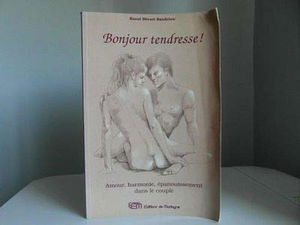 Bonjour tendresse!
Amour, harmonie, épanouissement
dans le couple
Éditions de Mortagne